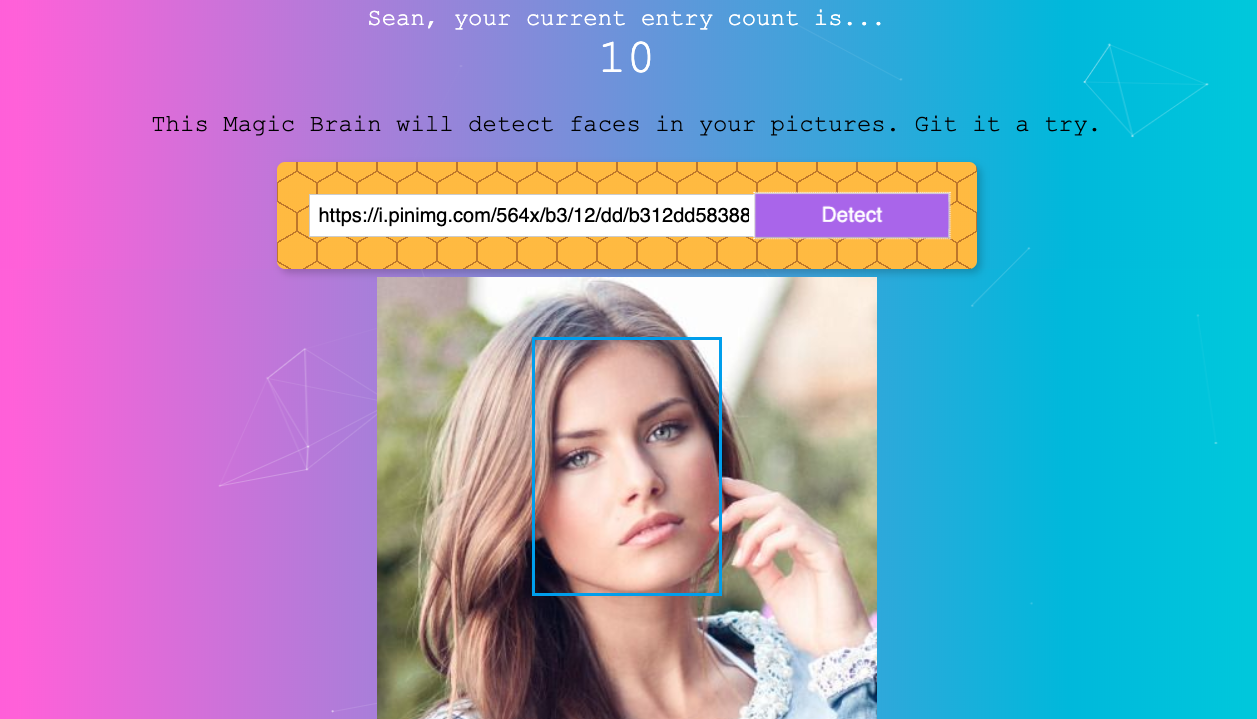 Sean, your current entry count is...
10
This Magic Brain will detect faces in your pictures. Git it a try.
https://i.pinimg.com/564x/b3/12/dd/b312dd58388
Detect